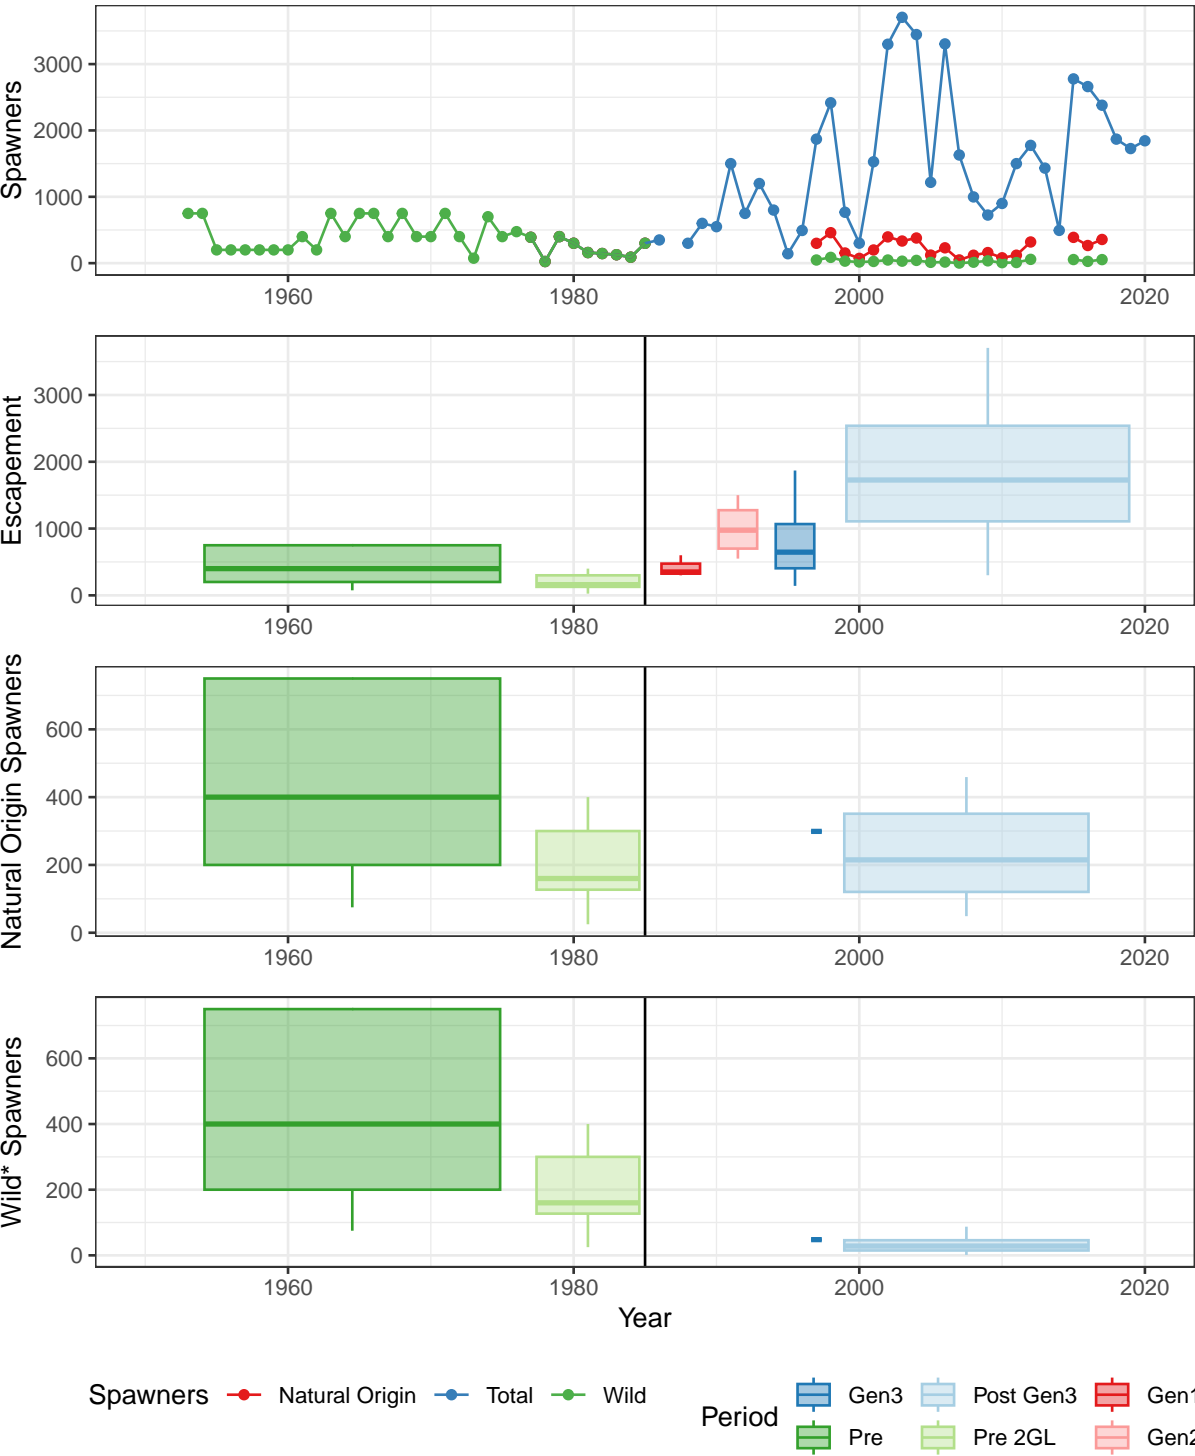 Spawners
3000
2000
1000
0
1960 1980 2000 2020
Escapement
3000
2000
1000
0
1960 1980 2000 2020
Natural Origin Spawners
600
400
200
0
1960 1980 2000 2020
Wild* Spawners
600
400
200
0
1960 1980 2000 2020
Year
Spawners Natural Origin Total Wild
Period Gen3 Post Gen3 Gen1
Pre Pre 2GL Gen2